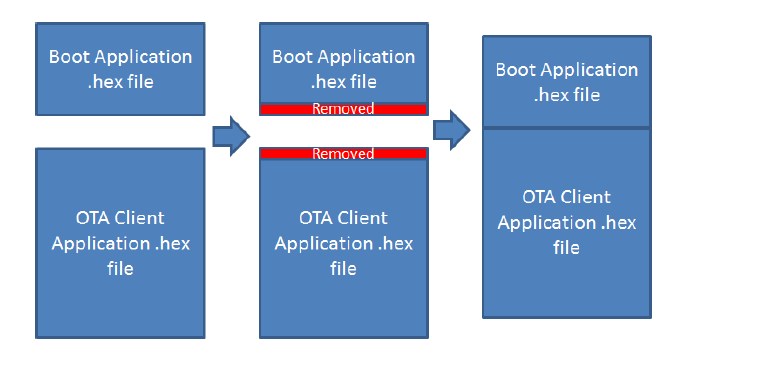 Boot Application
.hex file
OTA Client
Application .hex
file
Boot Application
.hex file
Removed
Removed
OTA Client
Application .hex
file
Boot Application
.hex file
OTA Client
Application .hex
file